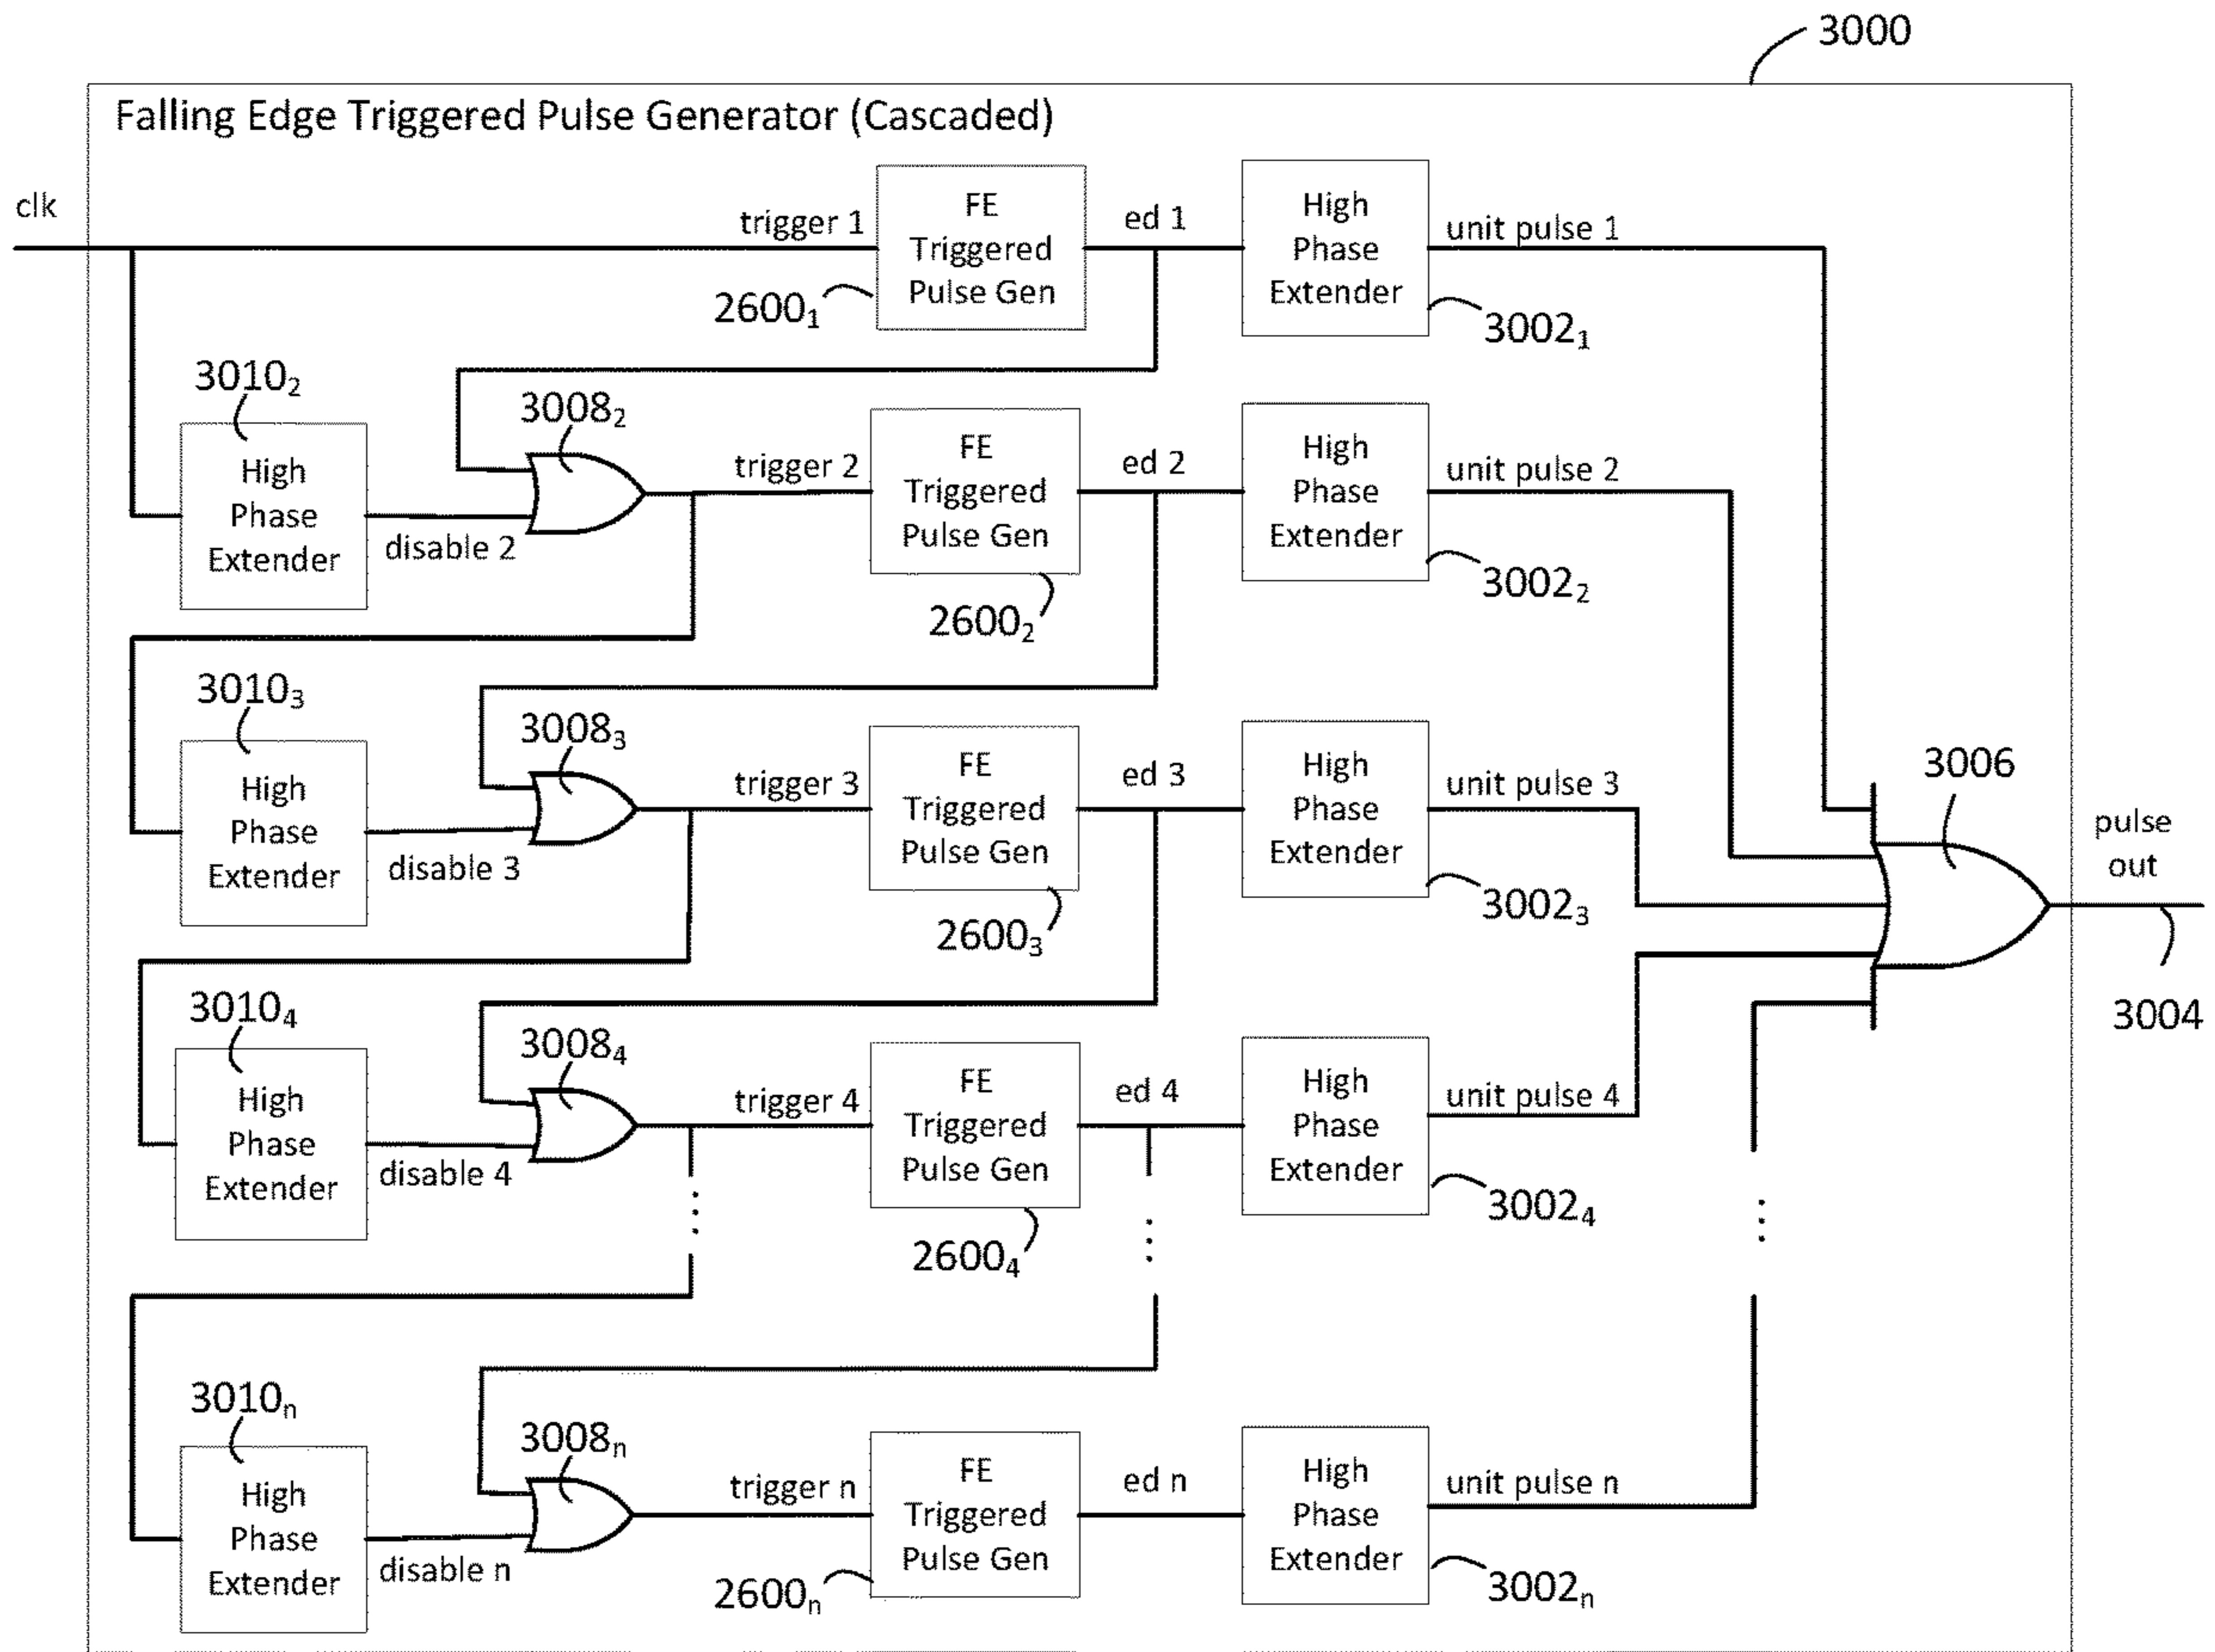 3000
Falling Edge Triggered Pulse Generator (Cascaded)
clk
trigger 1
FE
Triggered
Pulse Gen
2600₁
ed 1
High
Phase
Extender
3002₁
unit pulse 1
3010₂
High
Phase
Extender
disable 2
3008₂
trigger 2
FE
Triggered
Pulse Gen
2600₂
ed 2
High
Phase
Extender
3002₂
unit pulse 2
3010₃
High
Phase
Extender
disable 3
3008₃
trigger 3
FE
Triggered
Pulse Gen
2600₃
ed 3
High
Phase
Extender
3002₃
unit pulse 3
3006
pulse
out
3004
3010₄
High
Phase
Extender
disable 4
3008₄
trigger 4
FE
Triggered
Pulse Gen
2600₄
ed 4
High
Phase
Extender
3002₄
unit pulse 4
3010ₙ
High
Phase
Extender
disable n
3008ₙ
trigger n
FE
Triggered
Pulse Gen
2600ₙ
ed n
High
Phase
Extender
3002ₙ
unit pulse n